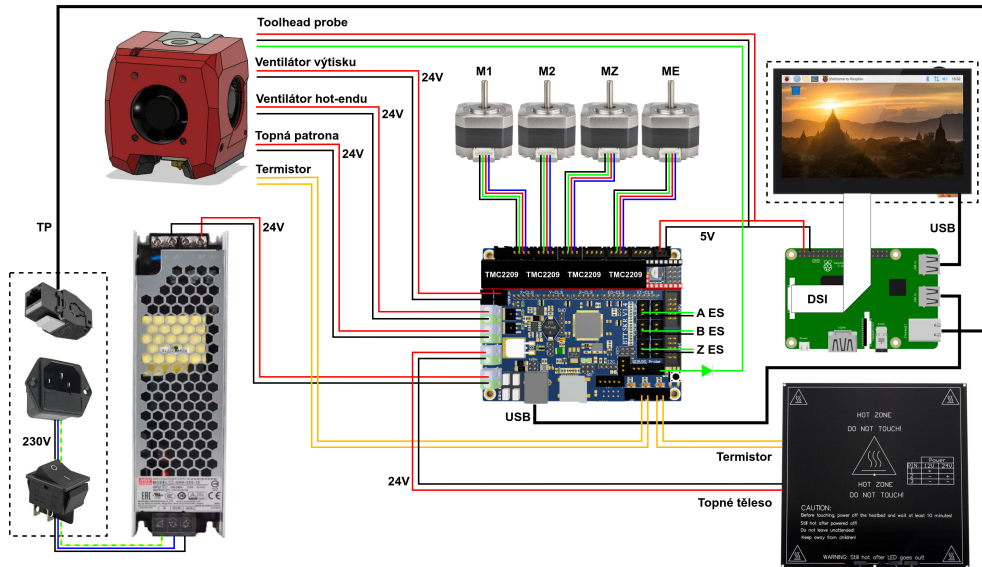 Toolhead probe
Ventilátor výtisku
24V
Ventilátor hot-endu
24V
Topná patrona
24V
Termistor
M1
M2
MZ
ME
TP
24V
5V
USB
TMC2209
TMC2209
TMC2209
TMC2209
A ES
B ES
Z ES
DSI
USB
230V
Termistor
24V
Topné těleso
HOT ZONE
DO NOT TOUCH!
HOT ZONE
DO NOT TOUCH!
Power
PIN 12V 24V
CAUTION:
Before touching, power off the heatbed and wait at least 10 minutes!
Still hot after powered off!
Do not leave unattended!
Keep away from children!
WARNING: Still hot after LED goes out!